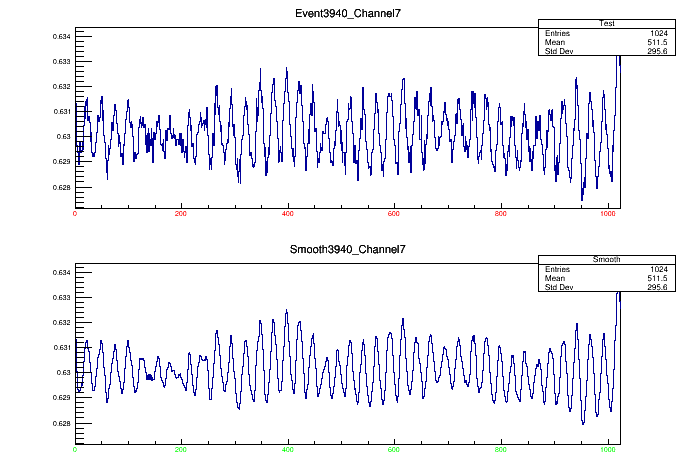 Event3940_Channel7
Test
Entries 1024
Mean 511.5
Std Dev 295.6
0.634
0.633
0.632
0.631
0.63
0.629
0.628
0 200 400 600 800 1000
Smooth3940_Channel7
Smooth
Entries 1024
Mean 511.5
Std Dev 295.6
0.634
0.633
0.632
0.631
0.63
0.629
0.628
0 200 400 600 800 1000